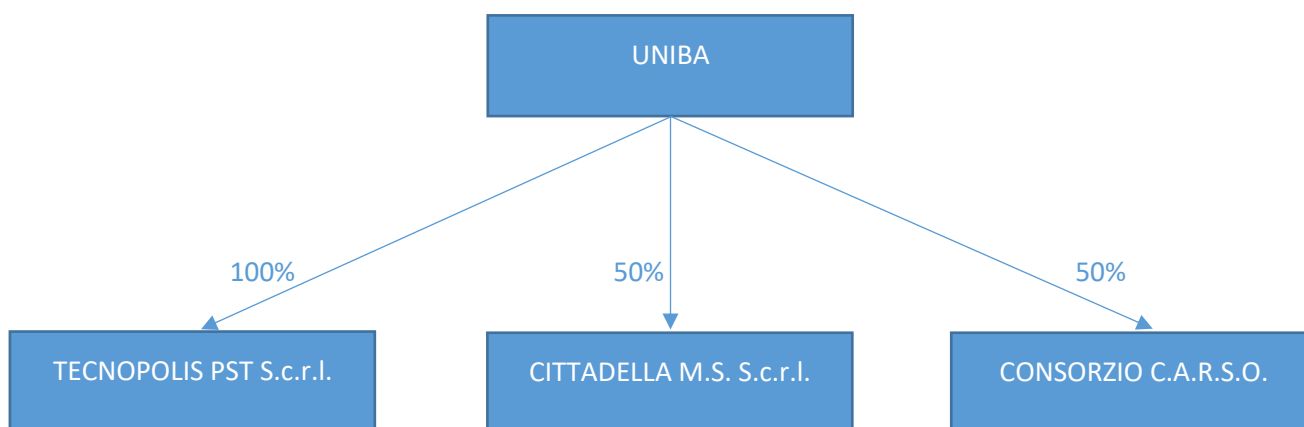 UNIBA
100%
50%
50%
TECNOPOLIS PST S.c.r.l.
CITTADELLA M.S. S.c.r.l.
CONSORZIO C.A.R.S.O.